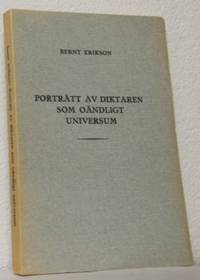 BERNT ERIKSON
PORTRÄTT AV DIKTAREN
SOM OÄNDLIGT
UNIVERSUM